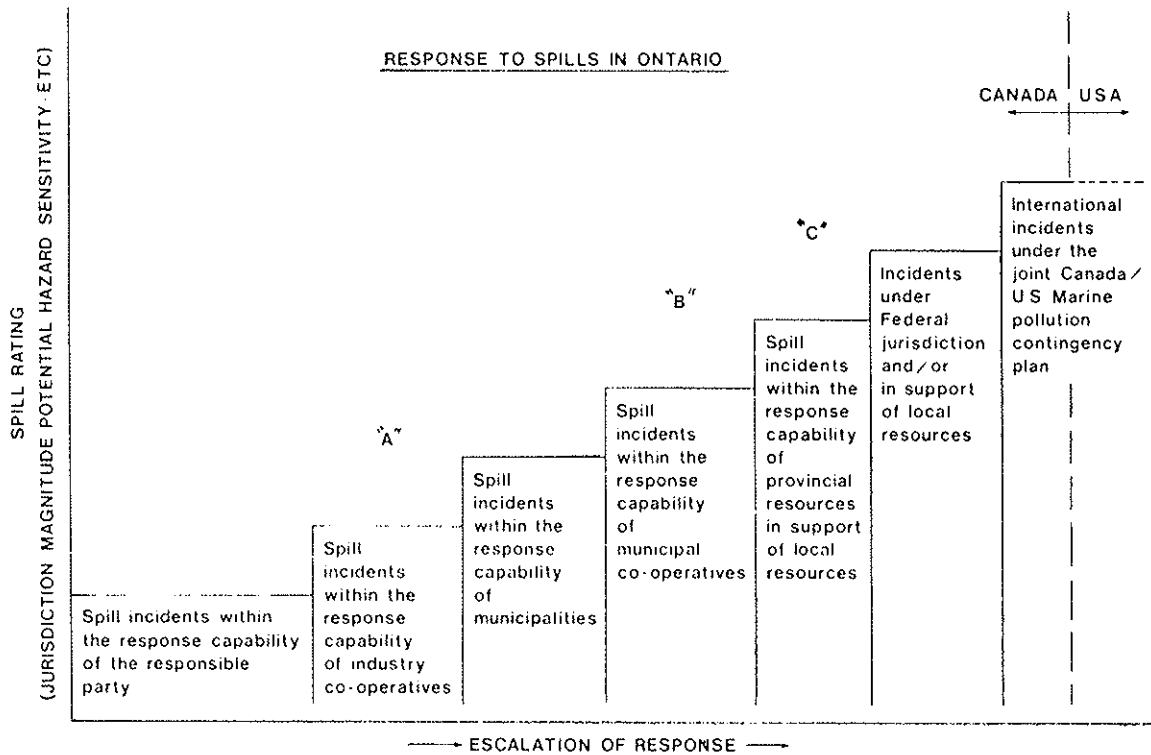 RESPONSE TO SPILLS IN ONTARIO
CANADA USA
SPILL RATING
(JURISDICTION MAGNITUDE POTENTIAL HAZARD SENSITIVITY - ETC)
"A"
"B"
"C"
Spill incidents within
the response capability
of the responsible
party
Spill
incidents
within the
response
capability
of industry
co-operatives
Spill
incidents
within the
response
capability
of
municipalities
Spill
incidents
within the
response
capability
of
municipal
co-operatives
Spill
incidents
within the
response
capability
of
provincial
resources
in support
of local
resources
Incidents
under
Federal
jurisdiction
and/or
in support
of local
resources
International
incidents
under the
joint Canada/
US Marine
pollution
contingency
plan
ESCALATION OF RESPONSE